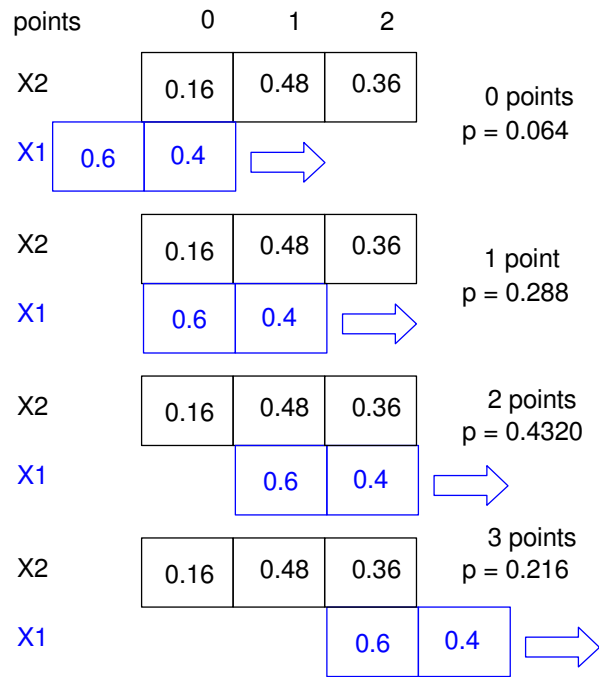 points 0 1 2
X2 0.16 0.48 0.36
0 points
p = 0.064
X1 0.6 0.4
X2 0.16 0.48 0.36
1 point
p = 0.288
X1 0.6 0.4
X2 0.16 0.48 0.36
2 points
p = 0.4320
X1 0.6 0.4
3 points
p = 0.216
X2 0.16 0.48 0.36
X1 0.6 0.4